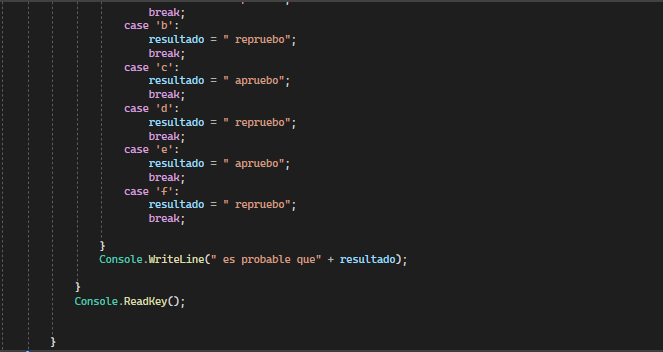 break;
case 'b':
resultado = " repruebo";
break;
case 'c':
resultado = " apruebo";
break;
case 'd':
resultado = " repruebo";
break;
case 'e':
resultado = " apruebo";
break;
case 'f':
resultado = " repruebo";
break;
}
Console.WriteLine(" es probable que" + resultado);
}
Console.ReadKey();
}